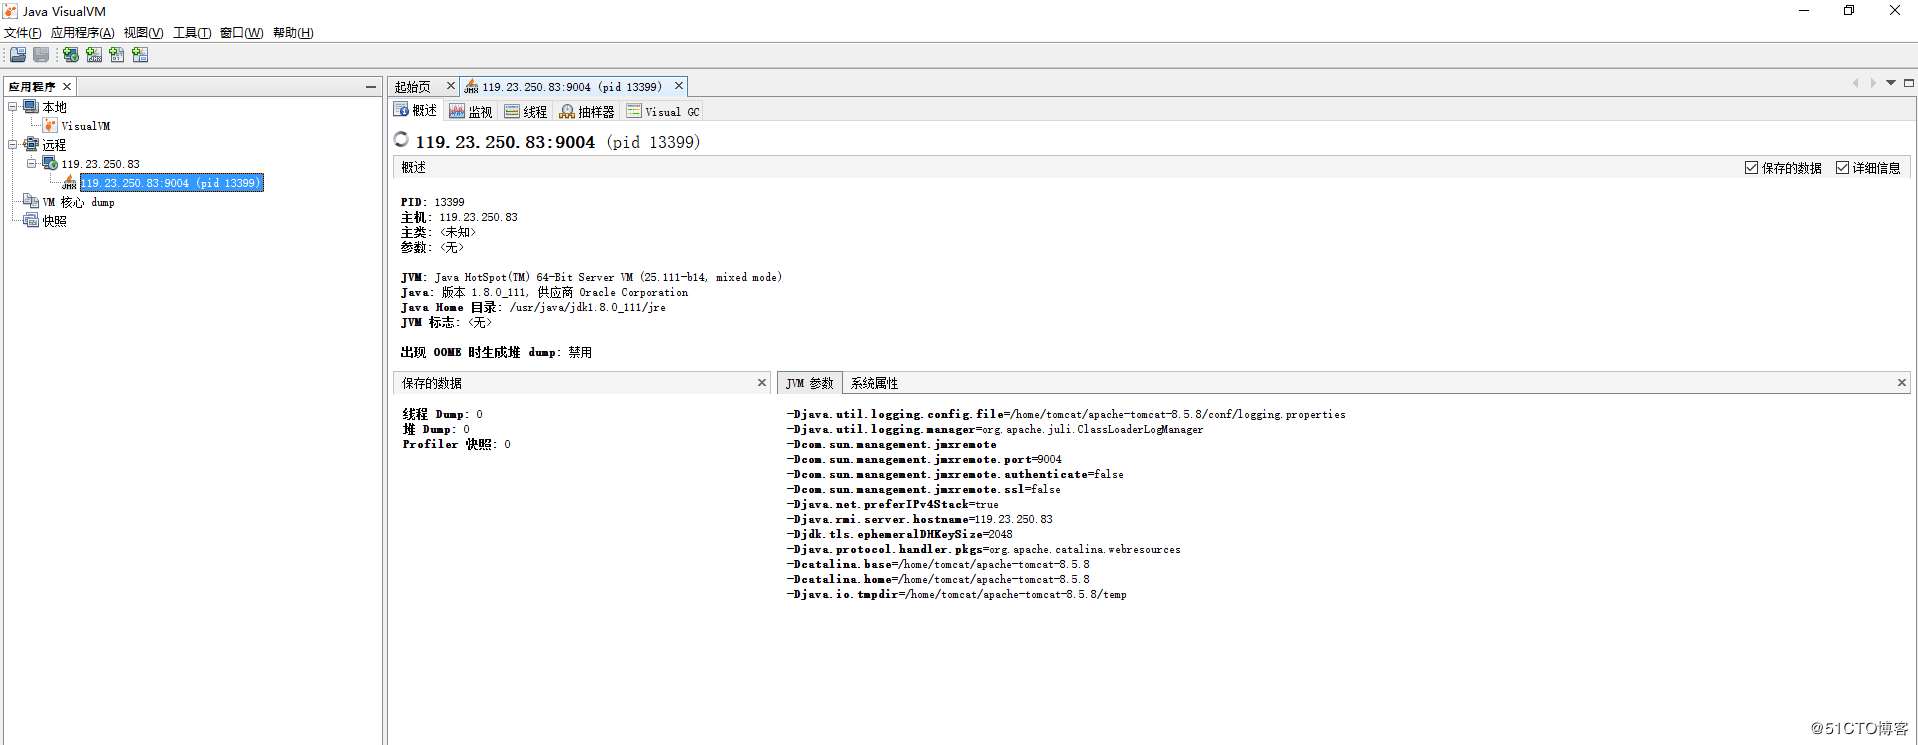 Java VisualVM
文件(F) 应用程序(A) 视图(V) 工具(T) 窗口(W) 帮助(H)
应用程序
本地
VisualVM
远程
119.23.250.83
119.23.250.83:9004 (pid 13399)
VM 核心 dump
快照
起始页 119.23.250.83:9004 (pid 13399)
概述 监视 线程 抽样器 Visual GC
119.23.250.83:9004 (pid 13399)
概述 保存的数据 详细信息
PID: 13399
主机: 119.23.250.83
主类: <未知>
参数: <无>
JVM: Java HotSpot(TM) 64-Bit Server VM (25.111-b14, mixed mode)
Java: 版本 1.8.0_111, 供应商 Oracle Corporation
Java Home 目录: /usr/java/jdk1.8.0_111/jre
JVM 标志: <无>
出现 OOME 时生成堆 dump: 禁用
保存的数据
线程 Dump: 0
堆 Dump: 0
Profiler 快照: 0
JVM 参数 系统属性
-Djava.util.logging.config.file=/home/tomcat/apache-tomcat-8.5.8/conf/logging.properties
-Djava.util.logging.manager=org.apache.juli.ClassLoaderLogManager
-Dcom.sun.management.jmxremote
-Dcom.sun.management.jmxremote.port=9004
-Dcom.sun.management.jmxremote.authenticate=false
-Dcom.sun.management.jmxremote.ssl=false
-Djava.net.preferIPv4Stack=true
-Djava.rmi.server.hostname=119.23.250.83
-Djdk.tls.ephemeralDHKeySize=2048
-Djava.protocol.handler.pkgs=org.apache.catalina.webresources
-Dcatalina.base=/home/tomcat/apache-tomcat-8.5.8
-Dcatalina.home=/home/tomcat/apache-tomcat-8.5.8
-Djava.io.tmpdir=/home/tomcat/apache-tomcat-8.5.8/temp
@51CTO博客